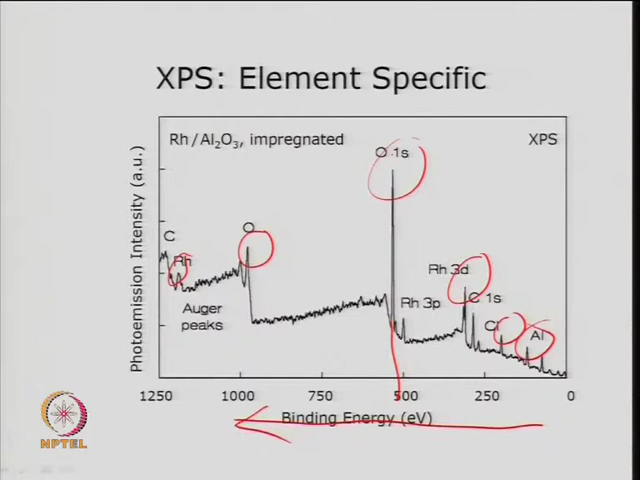 XPS: Element Specific
Rh/Al₂O₃, impregnated
XPS
O 1s
O
C
Rh
Rh 3d
C 1s
Auger
peaks
Rh 3p
Cl
Al
Photoemission Intensity (a.u.)
1250 1000 750 500 250 0
Binding Energy (eV)
NPTEL